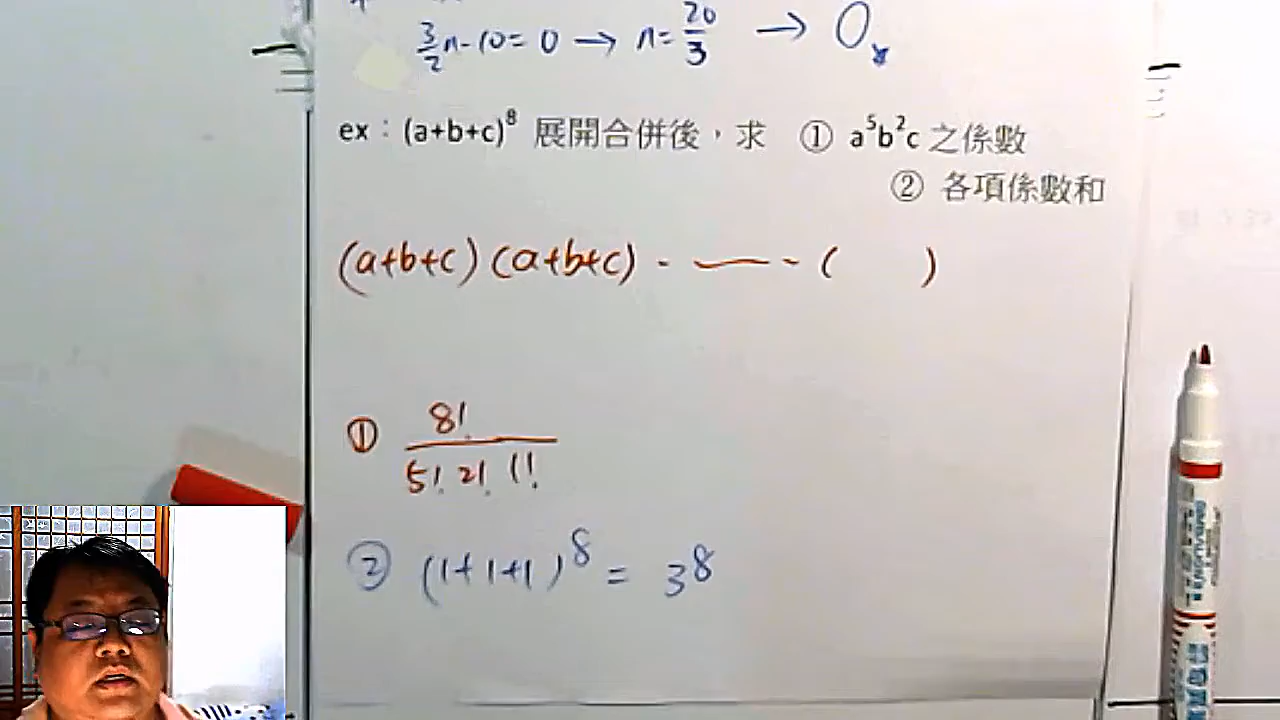 3/2 n - 10 = 0 → n = 20/3 → 0
ex：(a+b+c)⁸ 展開合併後，求 ① a⁵b²c 之係數
② 各項係數和
(a+b+c)(a+b+c) · — · ( )
① 8! / 5! 2! 1!
② (1+1+1)⁸ = 3⁸